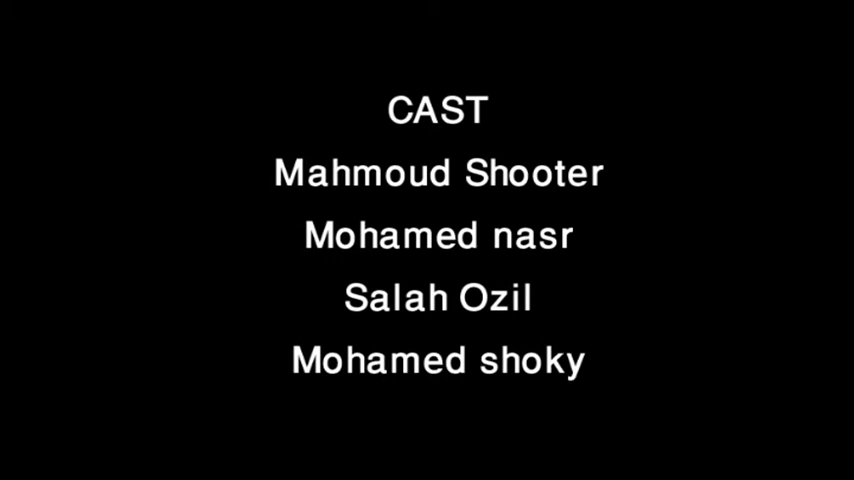 CAST
Mahmoud Shooter
Mohamed nasr
Salah Ozil
Mohamed shoky